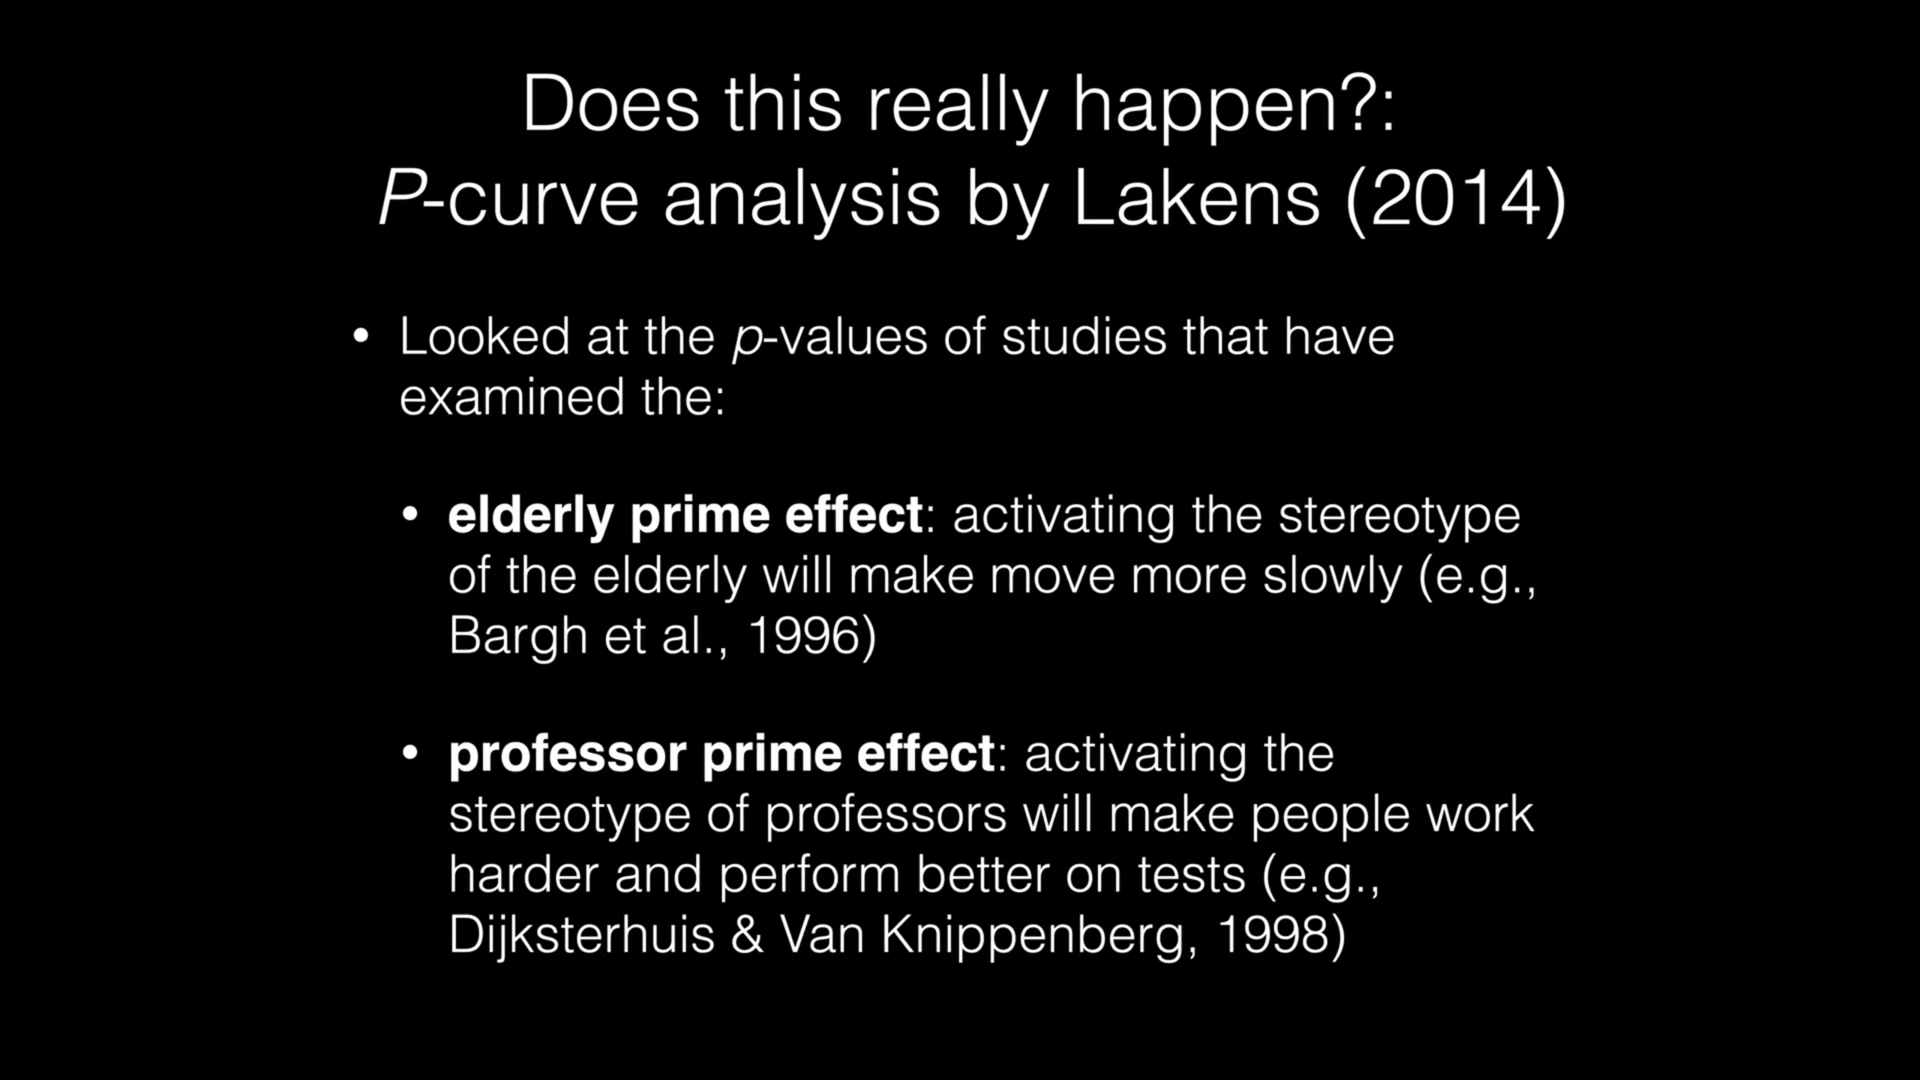 Does this really happen?:
P-curve analysis by Lakens (2014)
• Looked at the p-values of studies that have
examined the:
• elderly prime effect: activating the stereotype
of the elderly will make move more slowly (e.g.,
Bargh et al., 1996)
• professor prime effect: activating the
stereotype of professors will make people work
harder and perform better on tests (e.g.,
Dijksterhuis & Van Knippenberg, 1998)